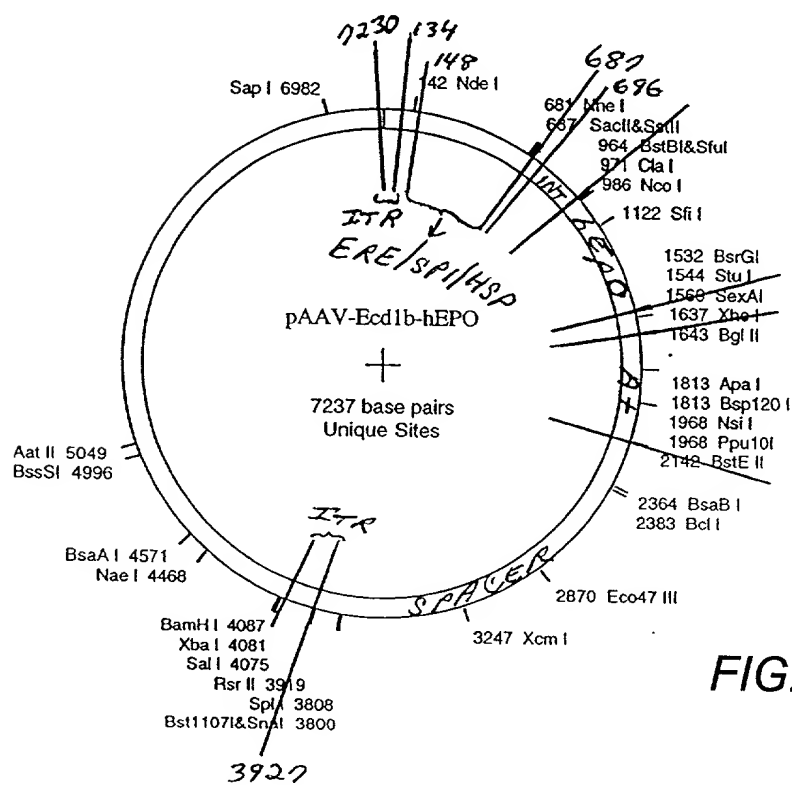 7230
134
148
142 Nde I
687
696
Sap I 6982
681 Nhe I
687 SacII&SstII
964 BstBI&SfuI
971 Cla I
986 Nco I
1122 Sfi I
INT
hEPO
ITR
ERE/SP1/HSP
1532 BsrGI
1544 Stu I
1569 SexAI
1637 Xho I
1643 Bgl II
pAAV-Ecd1b-hEPO
7237 base pairs
Unique Sites
A+
1813 Apa I
1813 Bsp120 I
1968 Nsi I
1968 Ppu10I
2142 BstE II
Aat II 5049
BssSI 4996
2364 BsaB I
2383 Bcl I
ITR
BsaA I 4571
Nae I 4468
SPACER
2870 Eco47 III
3247 Xcm I
BamH I 4087
Xba I 4081
Sal I 4075
Rsr II 3919
Spl I 3808
Bst1107I&SnaI 3800
3927
FIG.